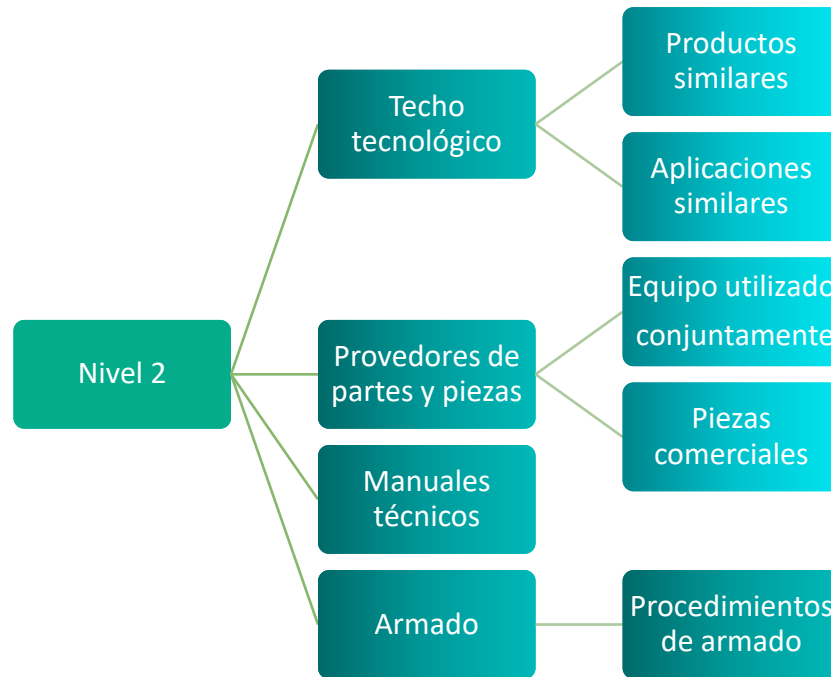 Nivel 2
Techo
tecnológico
Productos
similares
Aplicaciones
similares
Provedores de
partes y piezas
Equipo utilizado
conjuntamente
Piezas
comerciales
Manuales
técnicos
Armado
Procedimientos
de armado